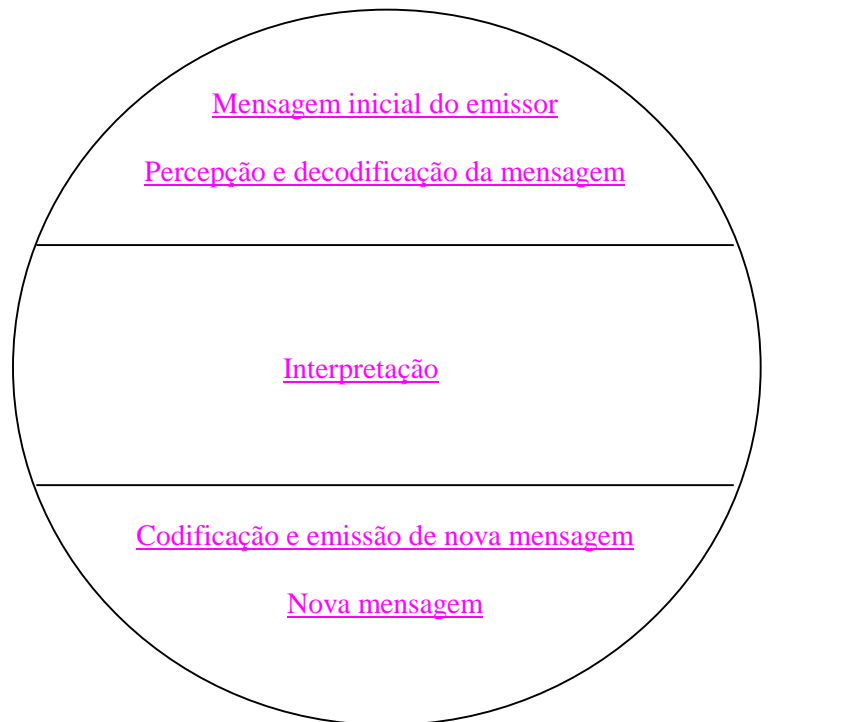 Mensagem inicial do emissor
Percepção e decodificação da mensagem
Interpretação
Codificação e emissão de nova mensagem
Nova mensagem